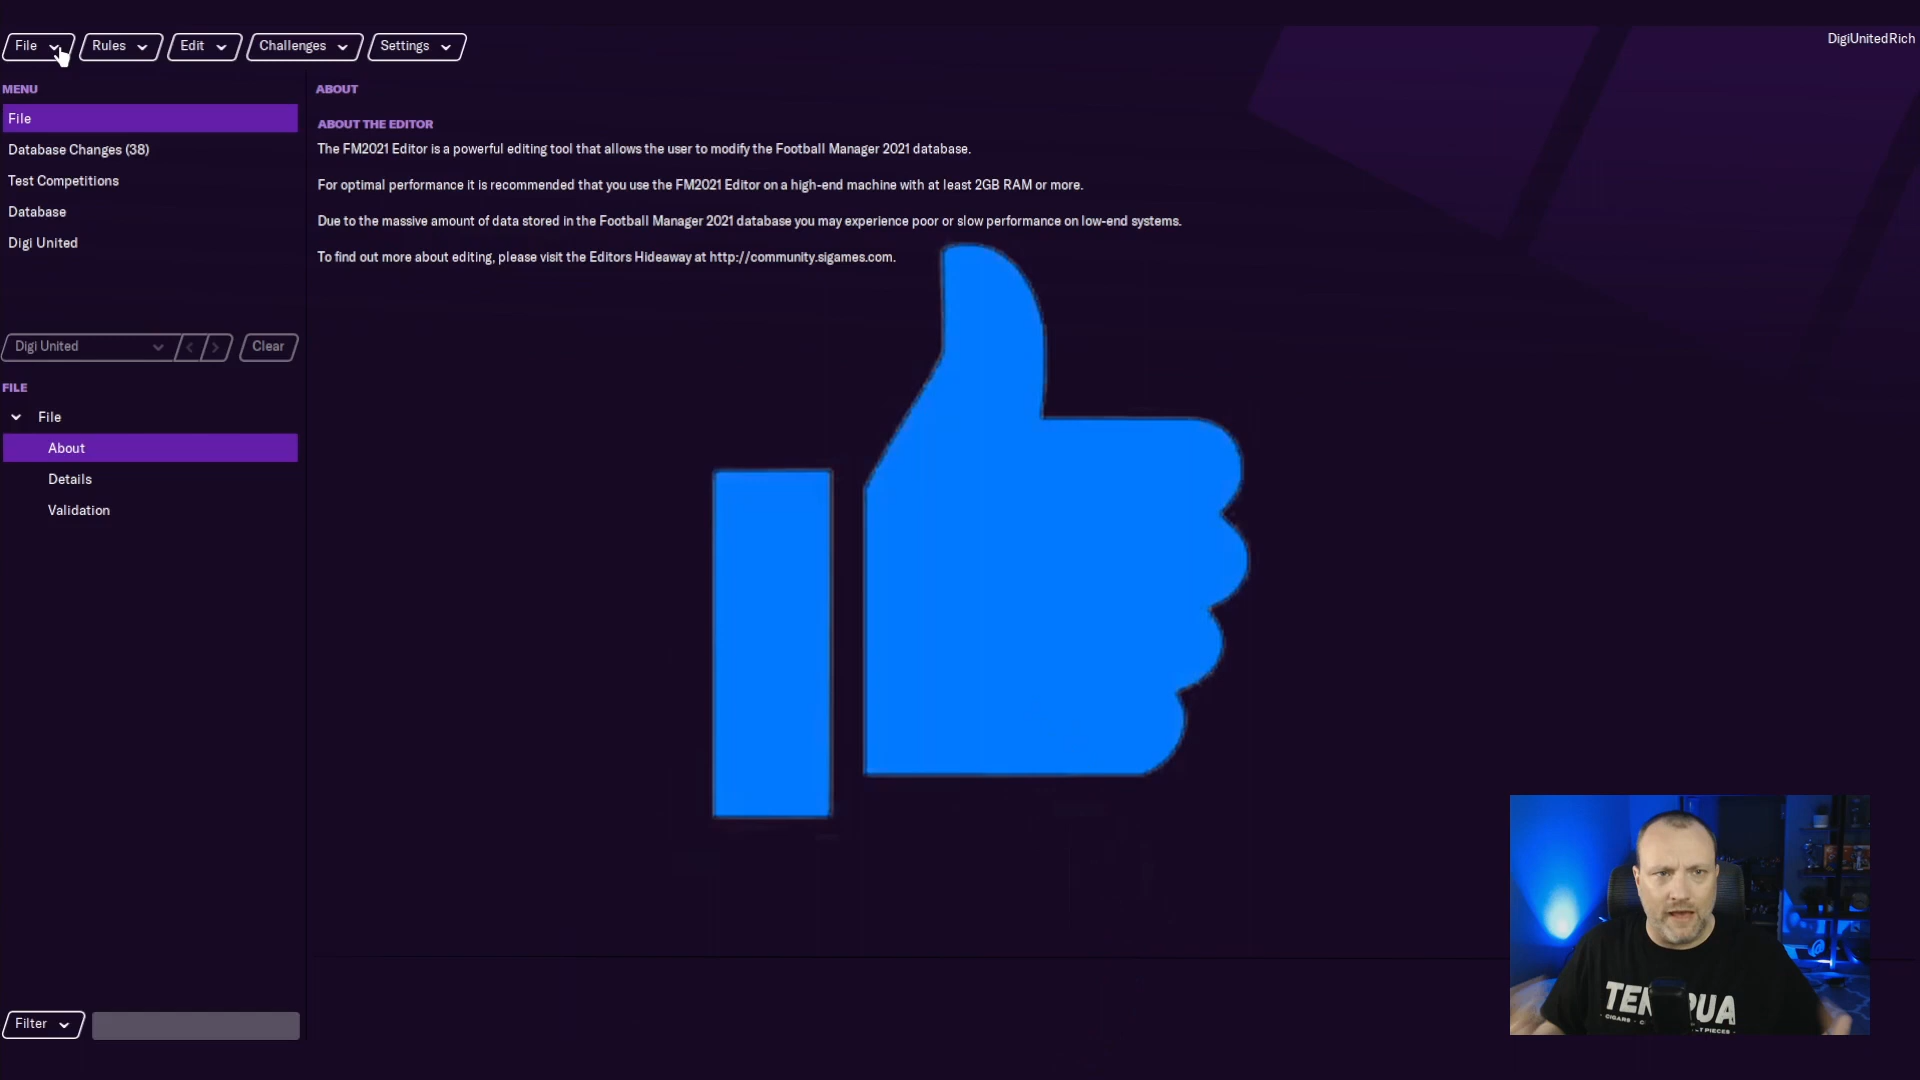 File
Rules
Edit
Challenges
Settings
DigiUnitedRich
MENU
File
Database Changes (38)
Test Competitions
Database
Digi United
Digi United
Clear
FILE
File
About
Details
Validation
Filter
ABOUT
ABOUT THE EDITOR
The FM2021 Editor is a powerful editing tool that allows the user to modify the Football Manager 2021 database.
For optimal performance it is recommended that you use the FM2021 Editor on a high-end machine with at least 2GB RAM or more.
Due to the massive amount of data stored in the Football Manager 2021 database you may experience poor or slow performance on low-end systems.
To find out more about editing, please visit the Editors Hideaway at http://community.sigames.com.